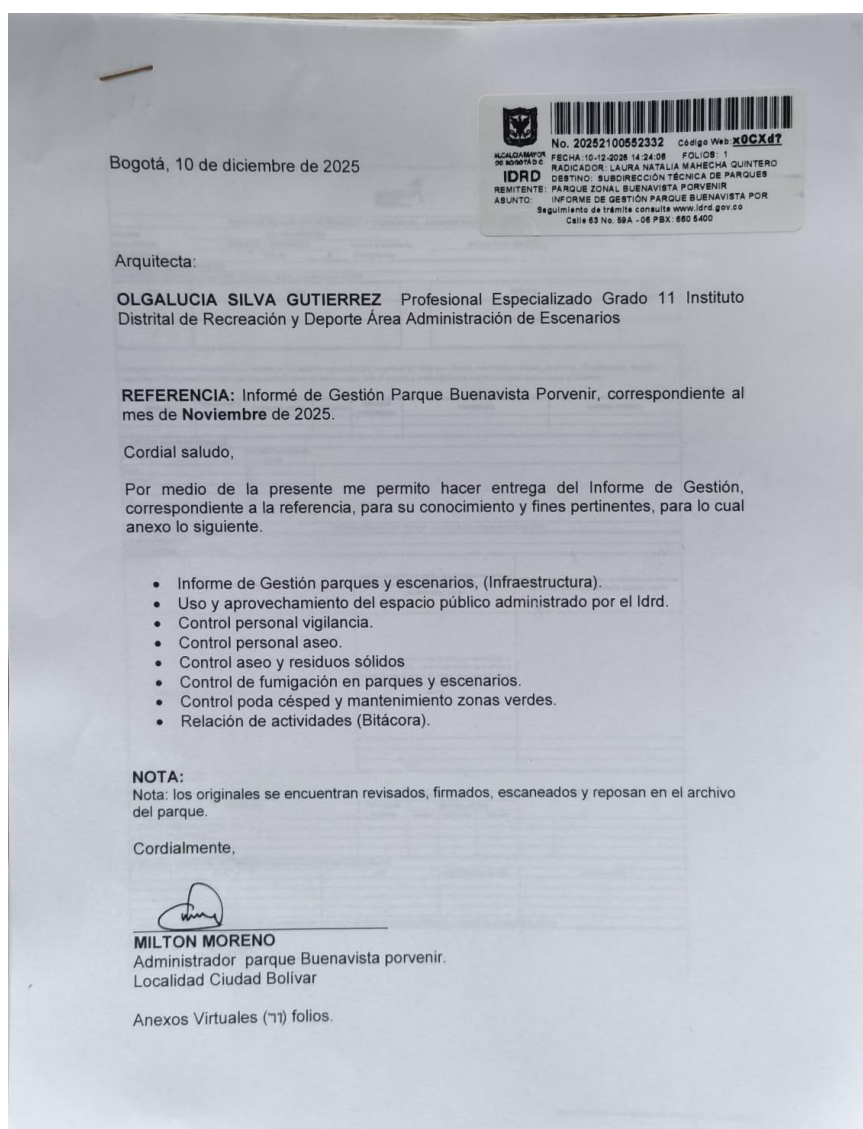 Bogotá, 10 de diciembre de 2025
ALCALDÍA MAYOR
DE BOGOTÁ D.C.
IDRD
No. 20252100552332 Código Web: x0CXd7
FECHA:10-12-2025 14:24:06 FOLIOS: 1
RADICADOR: LAURA NATALIA MAHECHA QUINTERO
DESTINO: SUBDIRECCIÓN TÉCNICA DE PARQUES
REMITENTE: PARQUE ZONAL BUENAVISTA PORVENIR
ASUNTO: INFORME DE GESTIÓN PARQUE BUENAVISTA POR
Seguimiento de trámite consulte www.idrd.gov.co
Calle 63 No. 59A - 06 PBX: 660 5400
Arquitecta:
OLGALUCIA SILVA GUTIERREZ Profesional Especializado Grado 11 Instituto
Distrital de Recreación y Deporte Área Administración de Escenarios
REFERENCIA: Informé de Gestión Parque Buenavista Porvenir, correspondiente al
mes de Noviembre de 2025.
Cordial saludo,
Por medio de la presente me permito hacer entrega del Informe de Gestión,
correspondiente a la referencia, para su conocimiento y fines pertinentes, para lo cual
anexo lo siguiente.
• Informe de Gestión parques y escenarios, (Infraestructura).
• Uso y aprovechamiento del espacio público administrado por el Idrd.
• Control personal vigilancia.
• Control personal aseo.
• Control aseo y residuos sólidos
• Control de fumigación en parques y escenarios.
• Control poda césped y mantenimiento zonas verdes.
• Relación de actividades (Bitácora).
NOTA:
Nota: los originales se encuentran revisados, firmados, escaneados y reposan en el archivo
del parque.
Cordialmente,
MILTON MORENO
Administrador parque Buenavista porvenir.
Localidad Ciudad Bolívar
Anexos Virtuales ( ) folios.